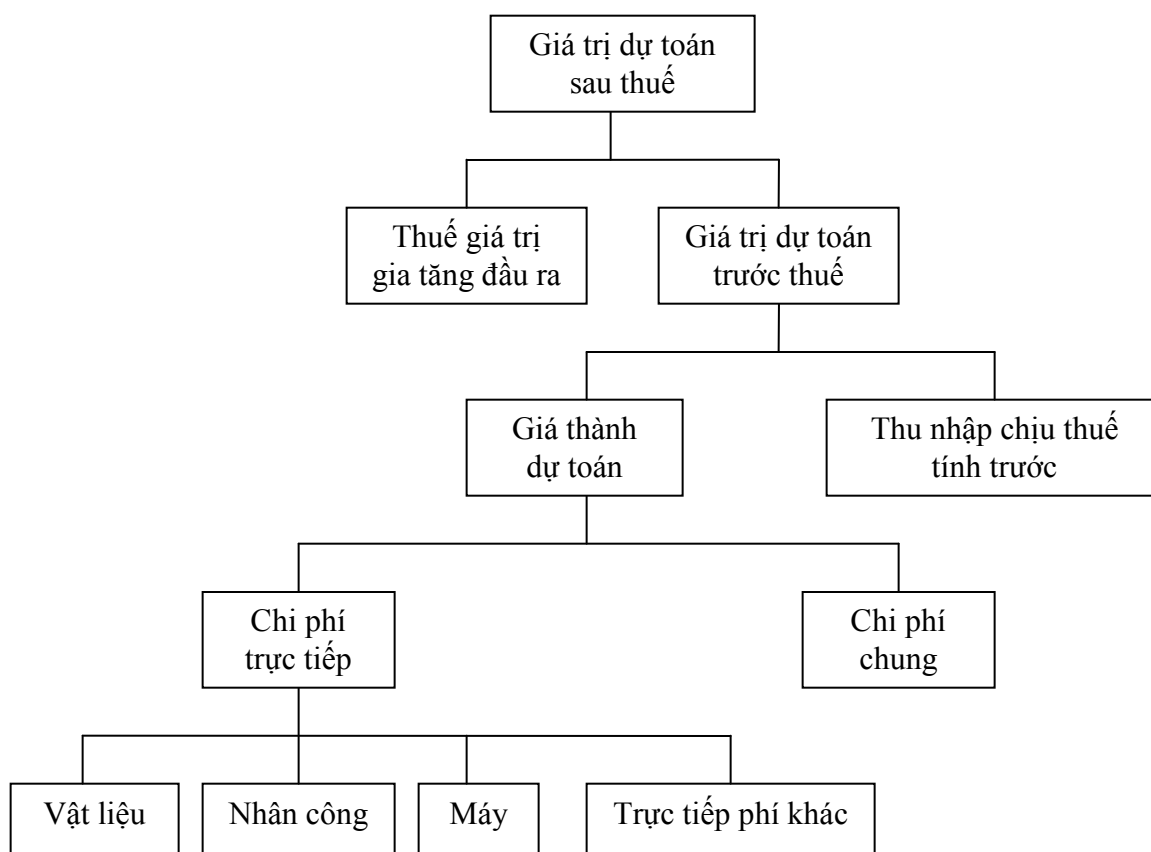 Giá trị dự toán
sau thuế
Thuế giá trị
gia tăng đầu ra
Giá trị dự toán
trước thuế
Giá thành
dự toán
Thu nhập chịu thuế
tính trước
Chi phí
trực tiếp
Chi phí
chung
Vật liệu
Nhân công
Máy
Trực tiếp phí khác